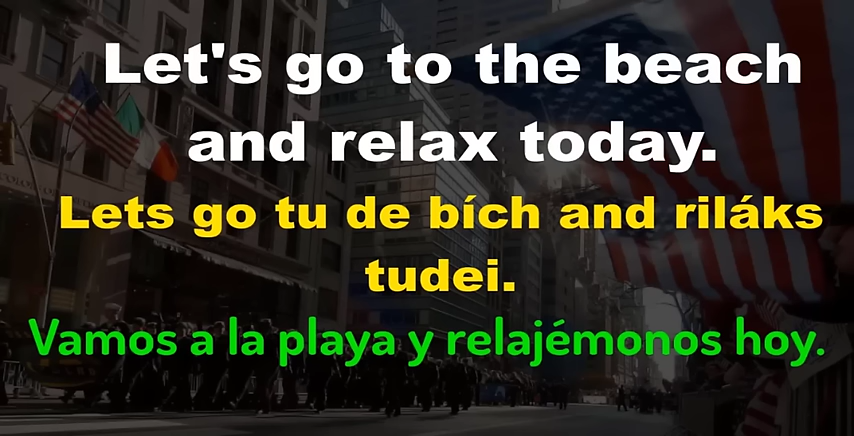 Let's go to the beach
and relax today.
Lets go tu de bích and riláks
tudei.
Vamos a la playa y relajémonos hoy.